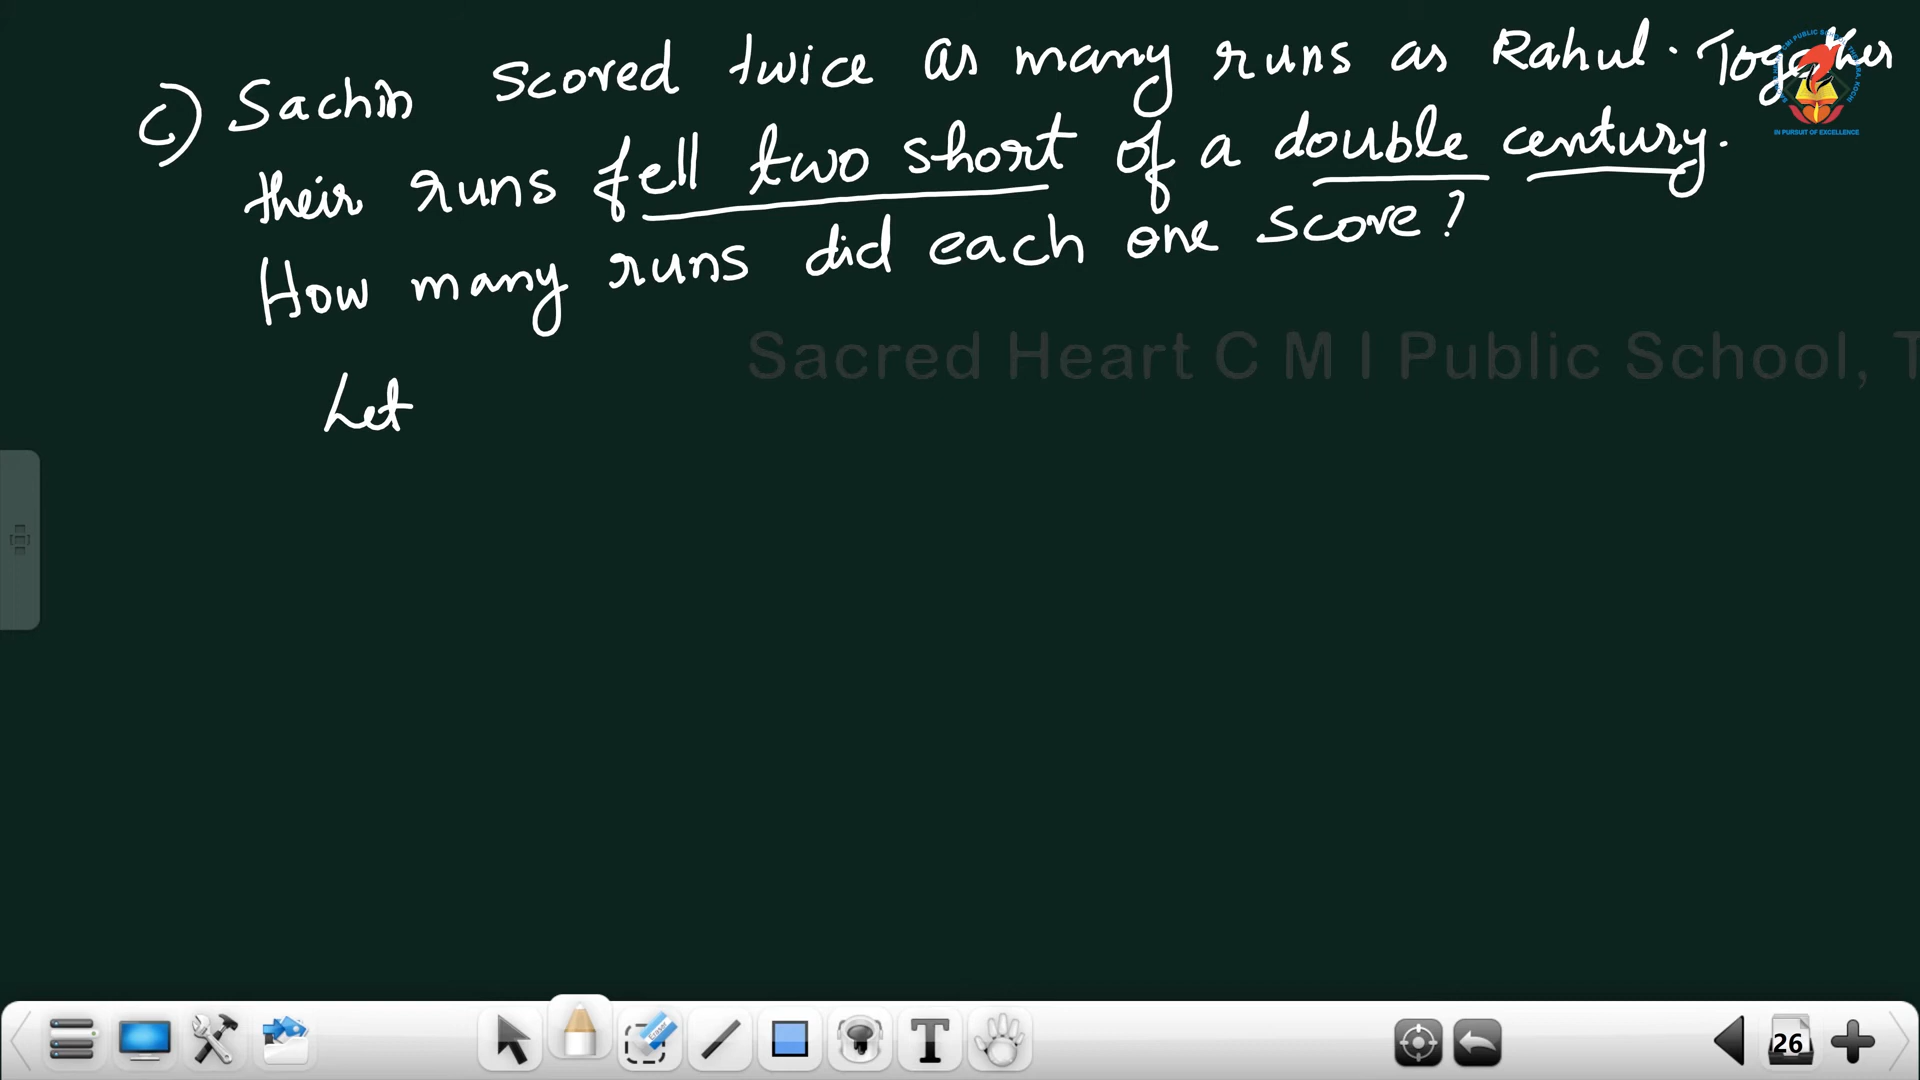 c) Sachin scored twice as many runs as Rahul. Together
their runs fell two short of a double century.
How many runs did each one score?
Sacred Heart C M I Public School, T
Let
BI PURSUIT OF EXCELLENCE
T
26